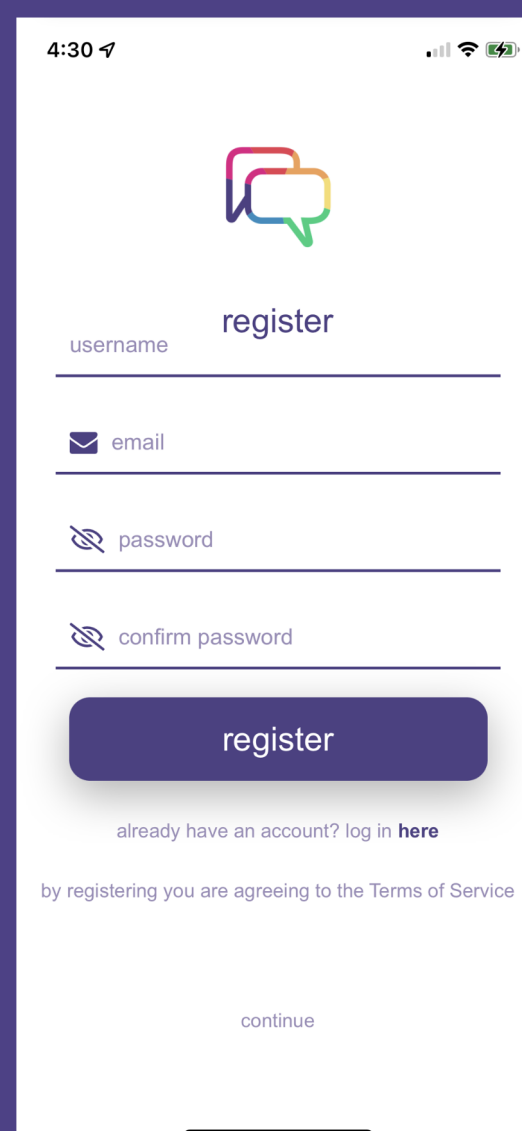 4:30
register
username
email
password
confirm password
register
already have an account? log in here
by registering you are agreeing to the Terms of Service
continue